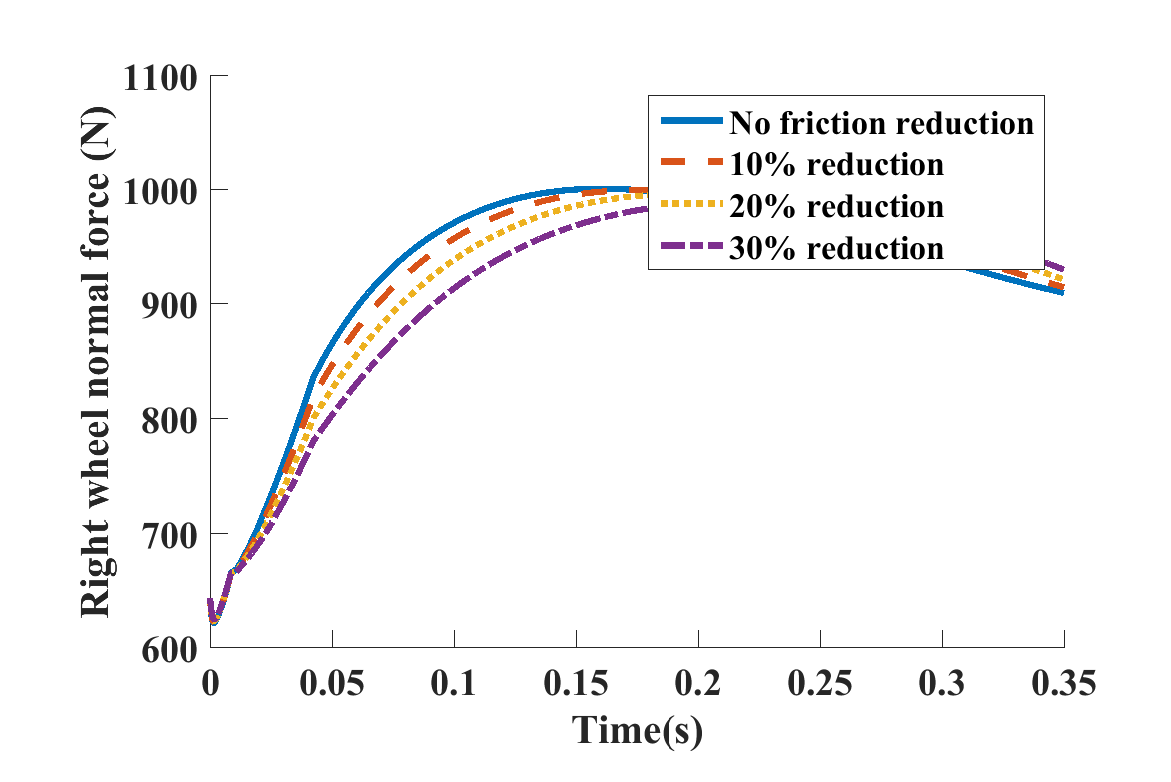 Right wheel normal force (N)
1100
1000
900
800
700
600
No friction reduction
10% reduction
20% reduction
30% reduction
0 0.05 0.1 0.15 0.2 0.25 0.3 0.35
Time(s)